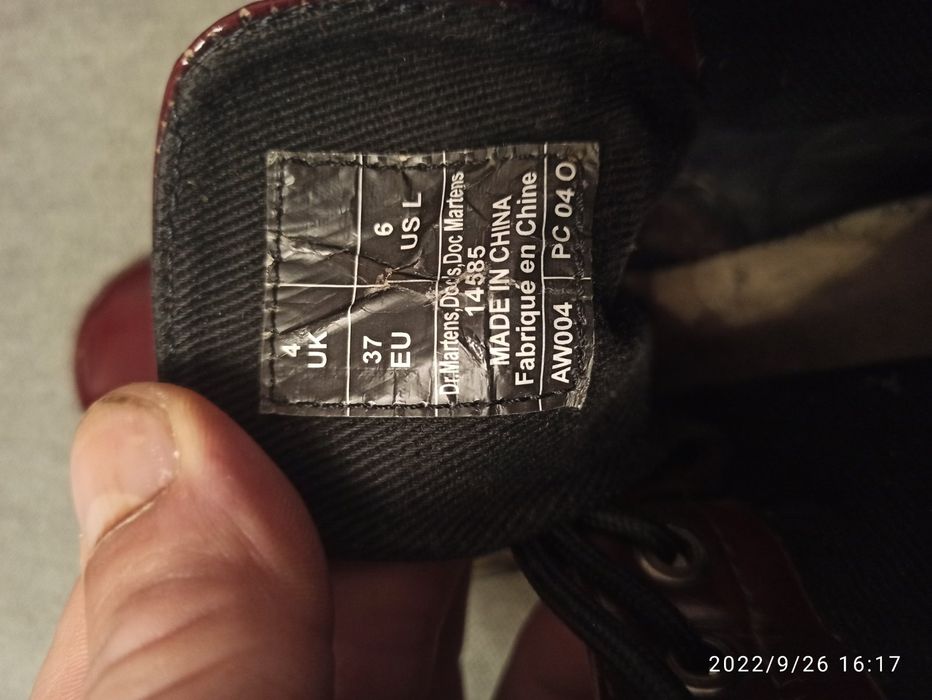 4
UK
37 6
EU US L
Dr.Martens,Doc's,Doc Martens
14585
MADE IN CHINA
Fabriqué en Chine
AW004 PC 04 O
2022/9/26 16:17